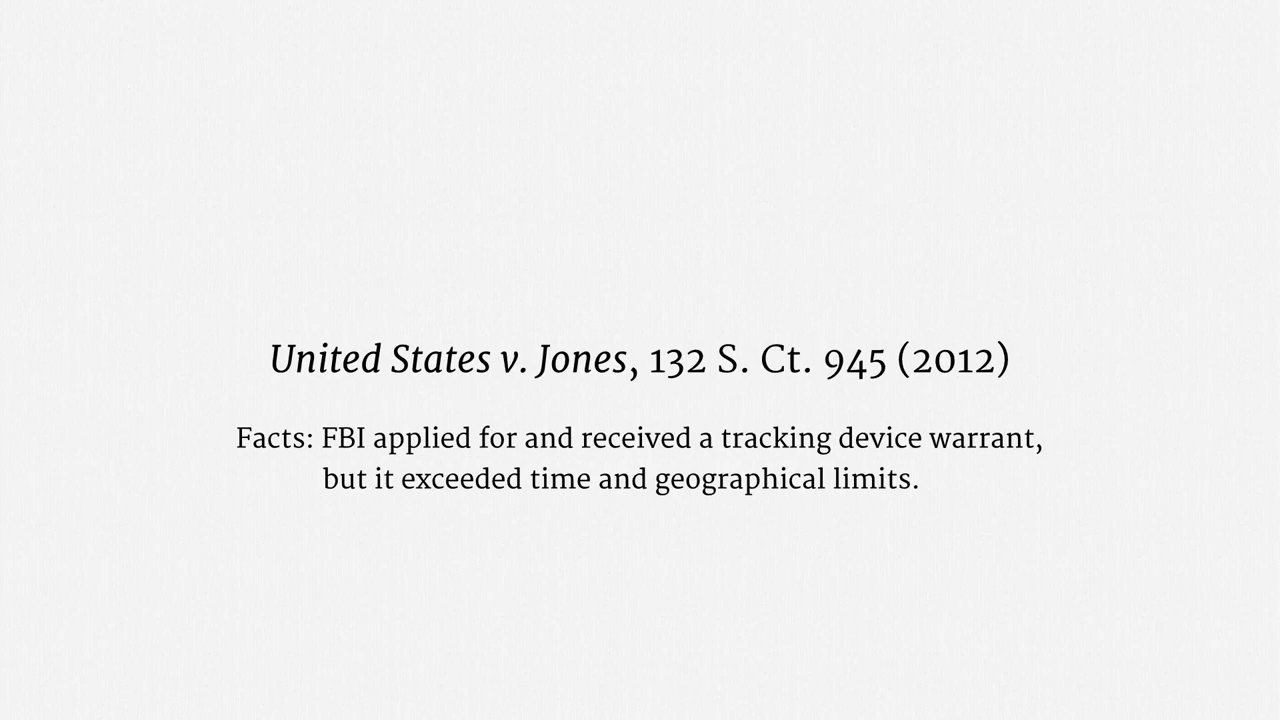 United States v. Jones, 132 S. Ct. 945 (2012)
Facts: FBI applied for and received a tracking device warrant,
but it exceeded time and geographical limits.